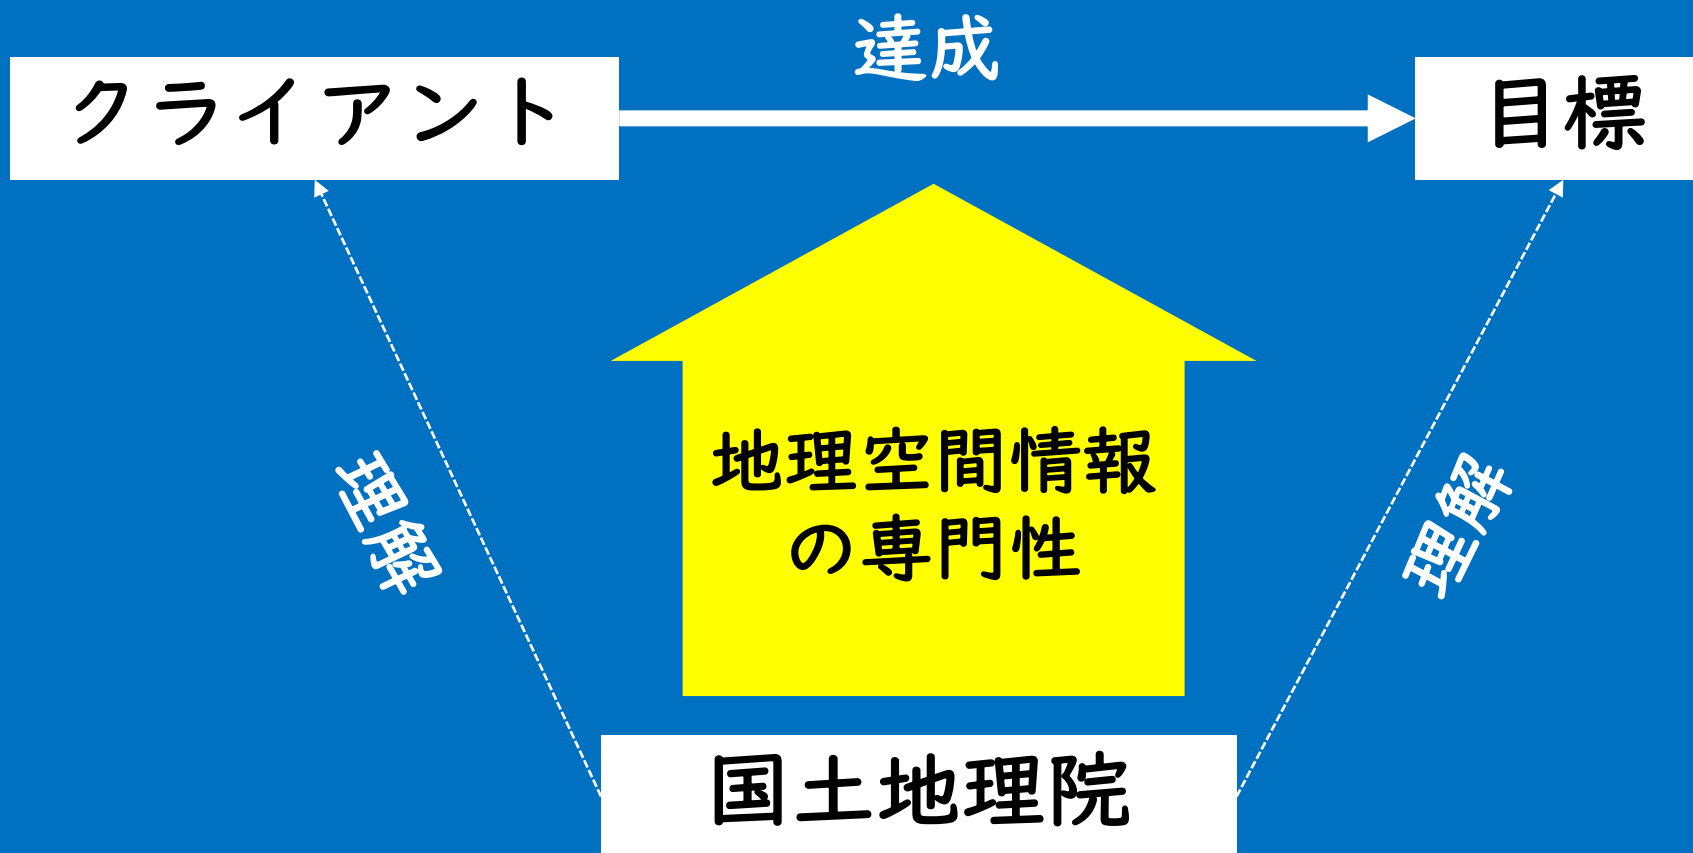 達成
クライアント
目標
地理空間情報
の専門性
理解
理解
国土地理院